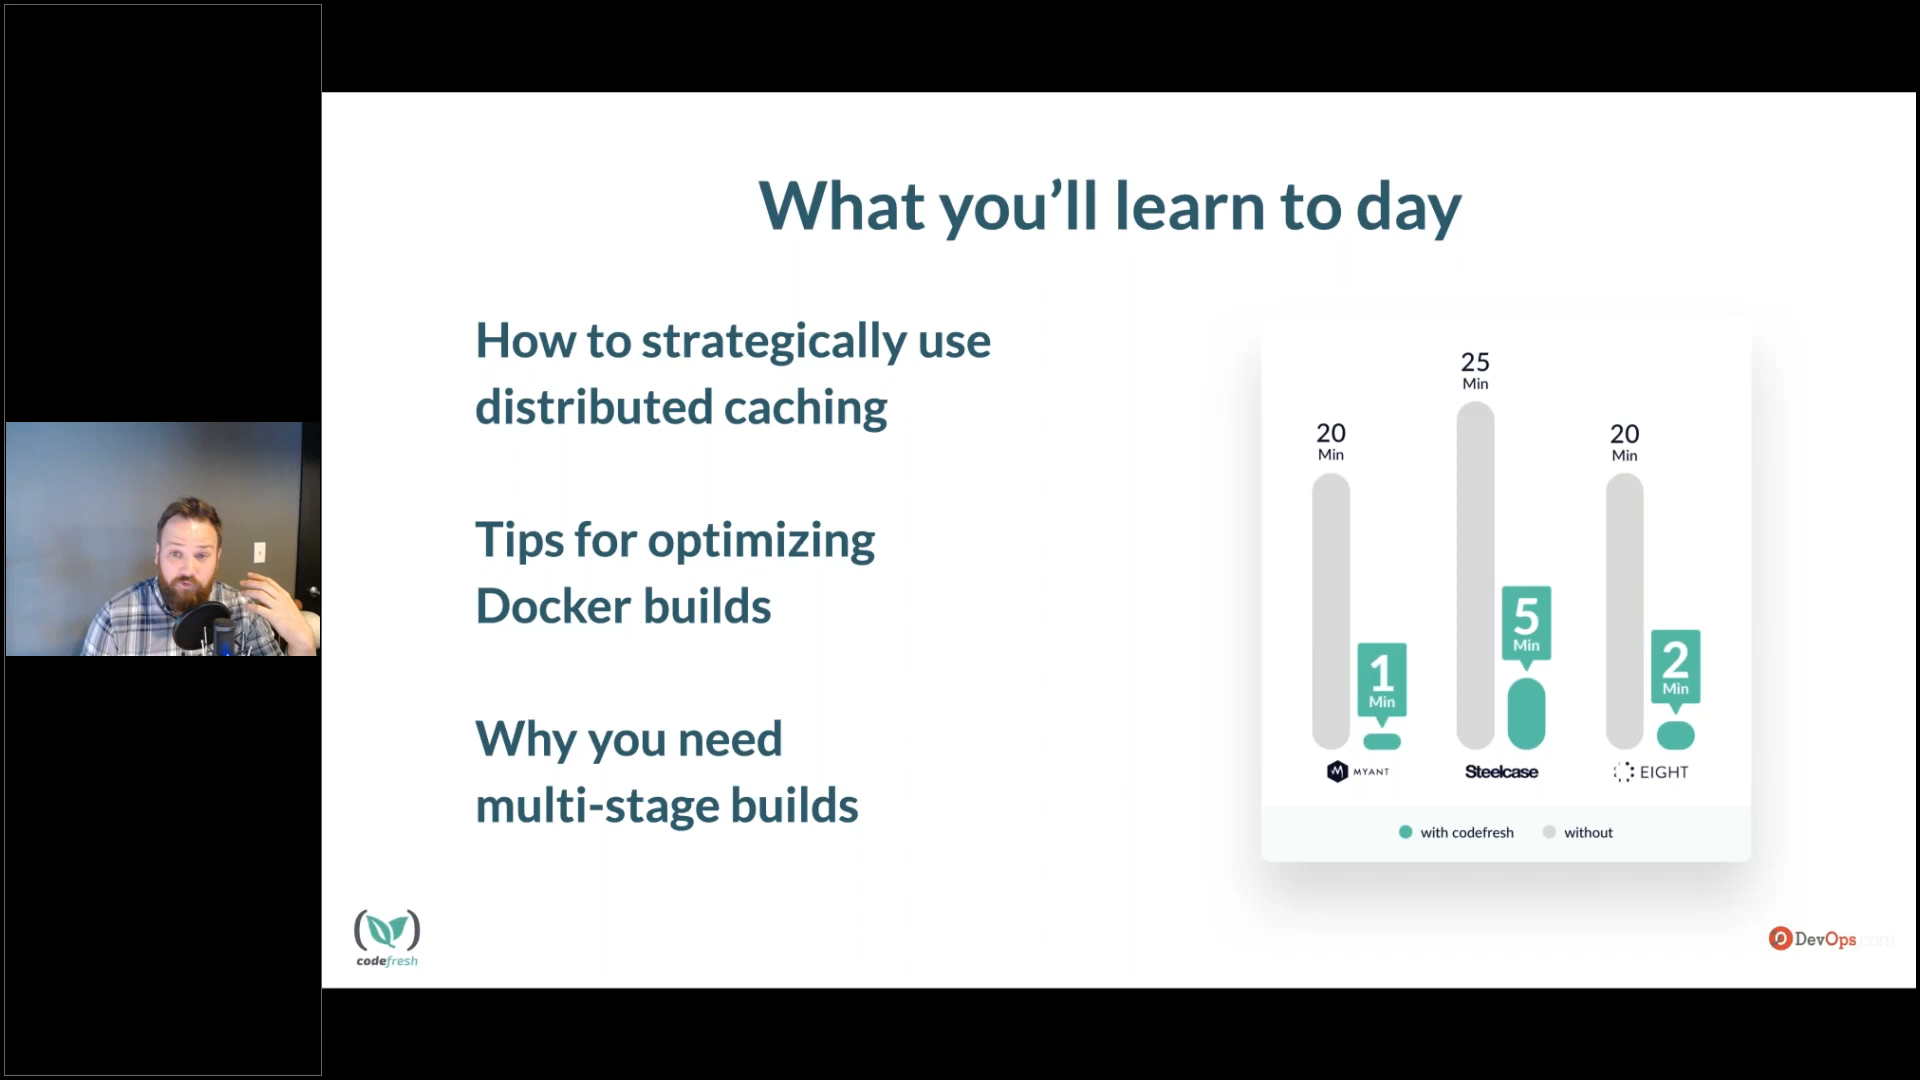 What you’ll learn to day
How to strategically use
distributed caching
Tips for optimizing
Docker builds
Why you need
multi-stage builds
25
Min
20
Min
20
Min
5
Min
2
Min
1
Min
MYANT
Steelcase
EIGHT
with codefresh
without
codefresh
DevOps.com